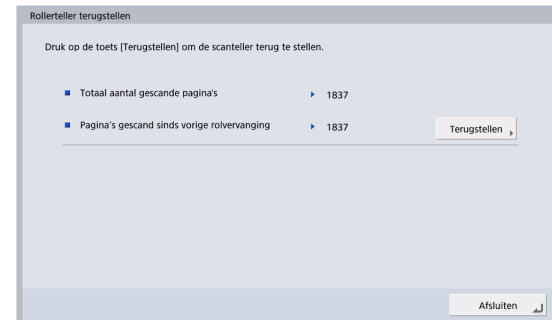 Rollerteller terugstellen
Druk op de toets [Terugstellen] om de scanteller terug te stellen.
Totaal aantal gescande pagina's 1837
Pagina's gescand sinds vorige rolvervanging 1837 Terugstellen
Afsluiten